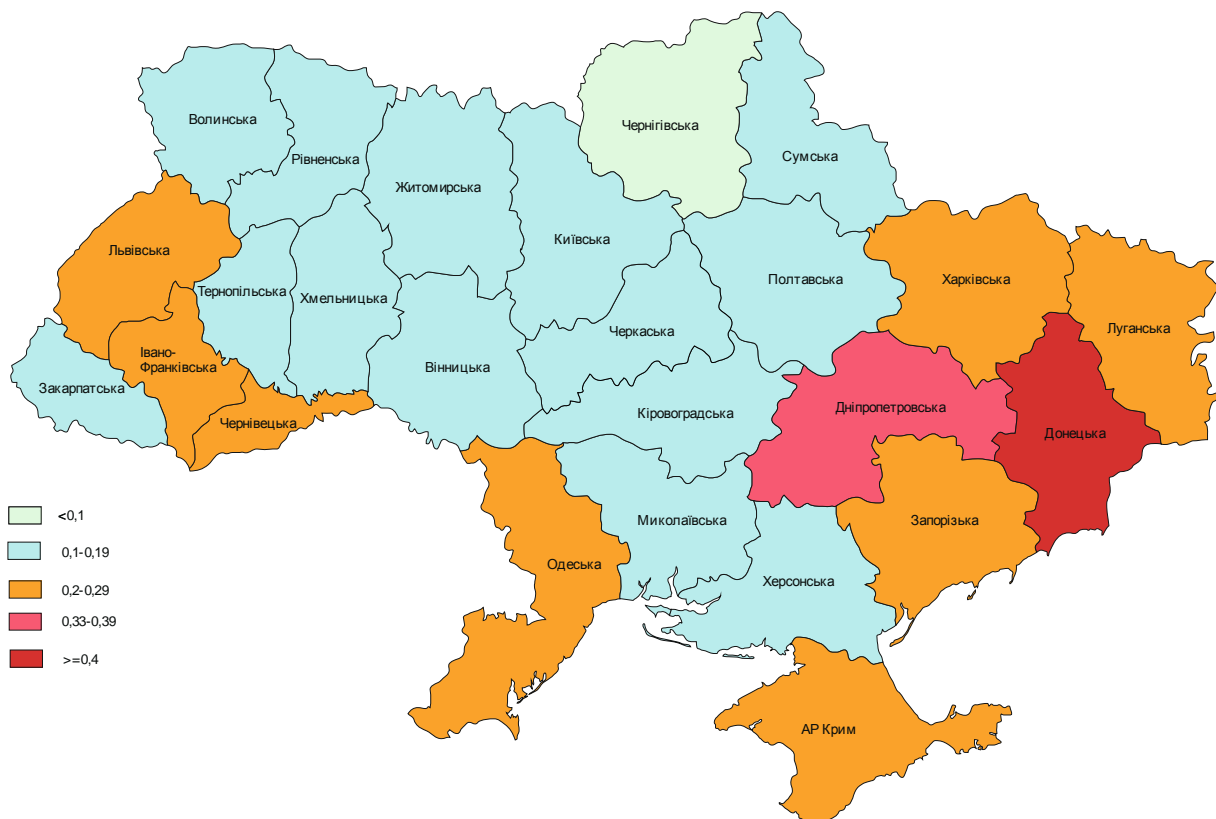 Чернігівська
Волинська
Сумська
Рівненська
Житомирська
Київська
Львівська
Полтавська
Харківська
Тернопільська
Хмельницька
Луганська
Черкаська
Івано-
Франківська
Вінницька
Закарпатська
Кіровоградська
Дніпропетровська
Чернівецька
Донецька
Миколаївська
Запорізька
Одеська
Херсонська
АР Крим
<0,1
0,1-0,19
0,2-0,29
0,33-0,39
>=0,4